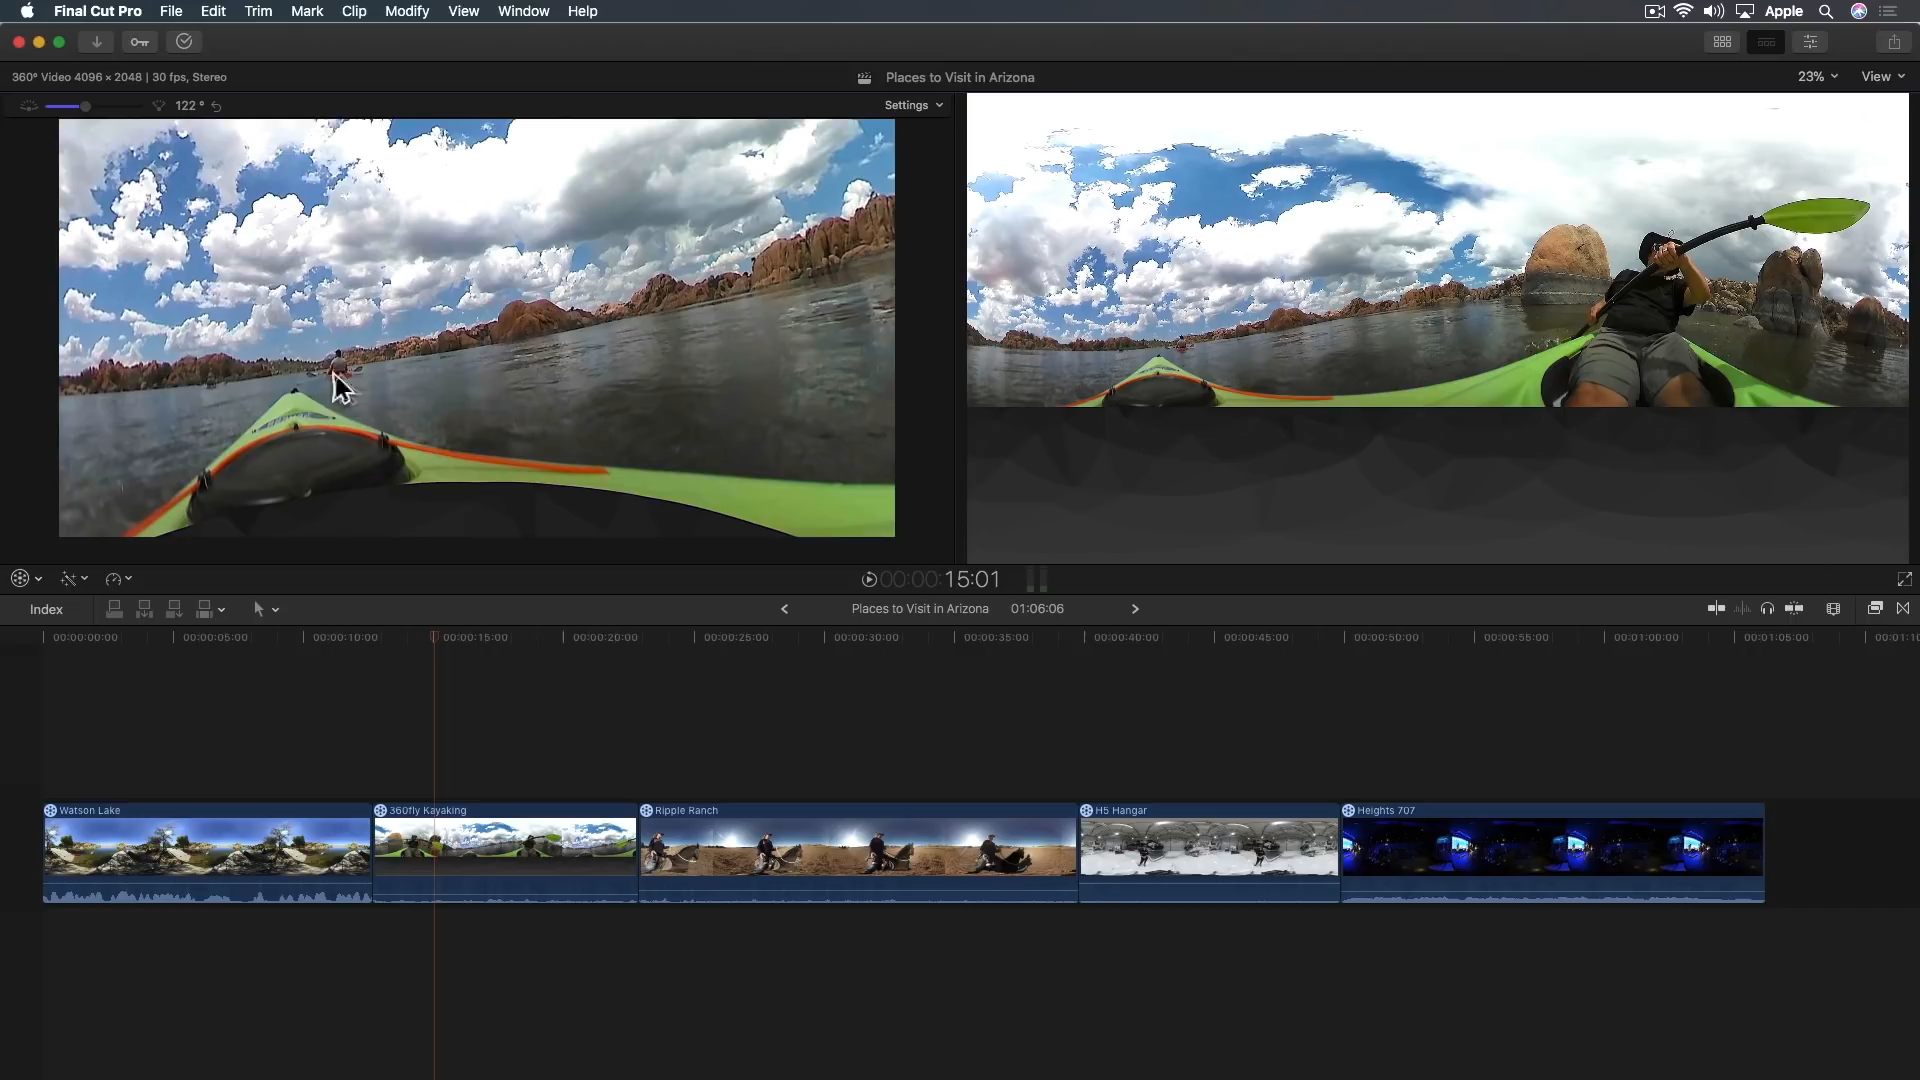 Final Cut Pro File Edit Trim Mark Clip Modify View Window Help Apple
360° Video 4096 × 2048 | 30 fps, Stereo Places to Visit in Arizona 23% View
122 ° Settings
00:00:15:01
Index Places to Visit in Arizona 01:06:06
00:00:00:00 00:00:05:00 00:00:10:00 00:00:15:00 00:00:20:00 00:00:25:00 00:00:30:00 00:00:35:00 00:00:40:00 00:00:45:00 00:00:50:00 00:00:55:00 00:01:00:00 00:01:05:00 00:01:10
Watson Lake 360fly Kayaking Ripple Ranch H5 Hangar Heights 707